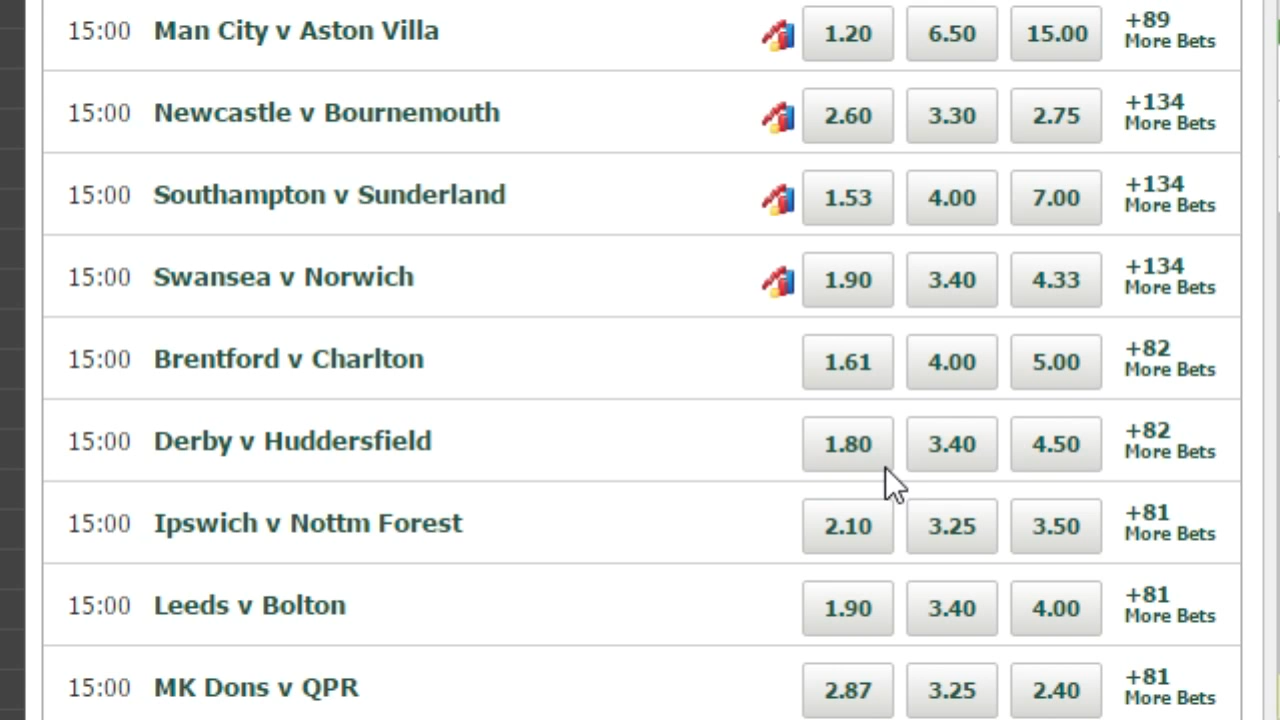 15:00 Man City v Aston Villa 1.20 6.50 15.00 +89
More Bets
15:00 Newcastle v Bournemouth 2.60 3.30 2.75 +134
More Bets
15:00 Southampton v Sunderland 1.53 4.00 7.00 +134
More Bets
15:00 Swansea v Norwich 1.90 3.40 4.33 +134
More Bets
15:00 Brentford v Charlton 1.61 4.00 5.00 +82
More Bets
15:00 Derby v Huddersfield 1.80 3.40 4.50 +82
More Bets
15:00 Ipswich v Nottm Forest 2.10 3.25 3.50 +81
More Bets
15:00 Leeds v Bolton 1.90 3.40 4.00 +81
More Bets
15:00 MK Dons v QPR 2.87 3.25 2.40 +81
More Bets